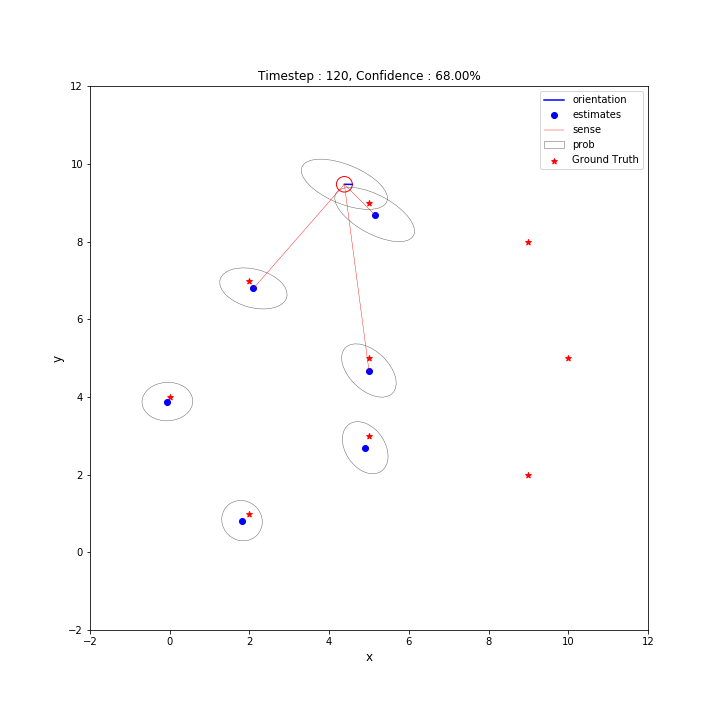 Timestep : 120, Confidence : 68.00%
orientation
estimates
sense
prob
Ground Truth
12
10
8
6
4
2
0
−2
y
−2 0 2 4 6 8 10 12
x